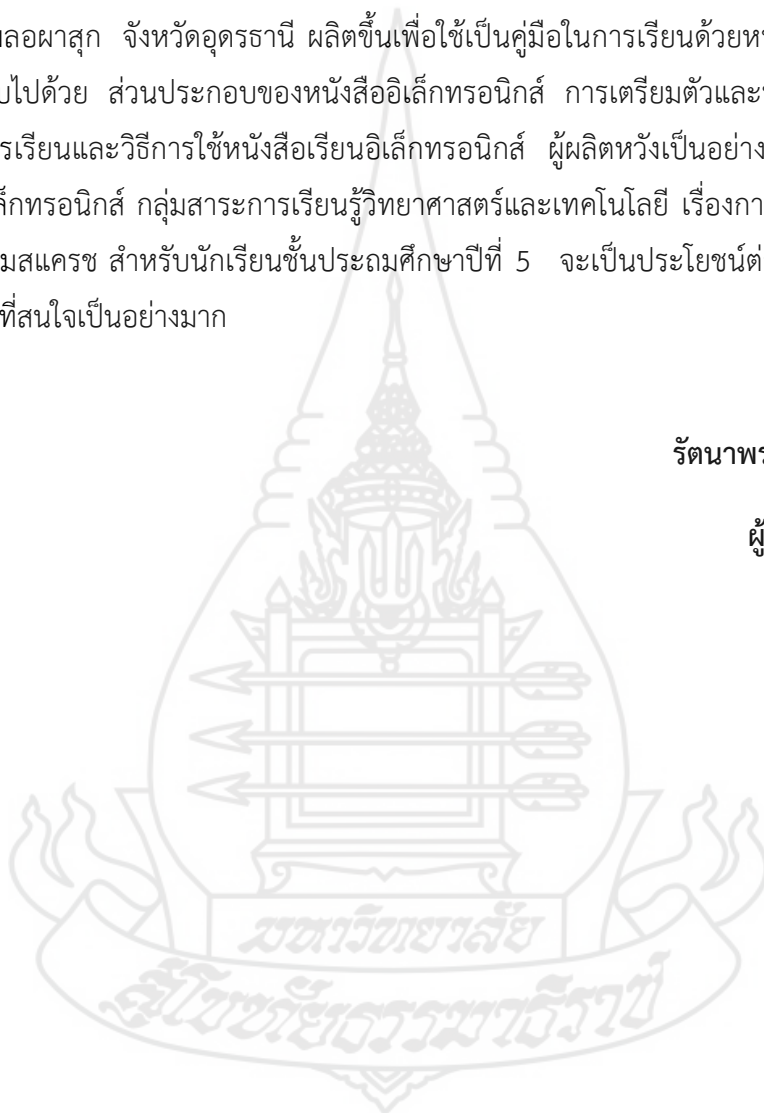 ลอผาสุก จังหวัดอุดรธานี ผลิตขึ้นเพื่อใช้เป็นคู่มือในการเรียนด้วย
ไปด้วย ส่วนประกอบของหนังสืออิเล็กทรอนิกส์ การเตรียมตัวและ
รเรียนและวิธีการใช้หนังสือเรียนอิเล็กทรอนิกส์ ผู้ผลิตหวังเป็นอย่าง
ล็กทรอนิกส์ กลุ่มสาระการเรียนรู้วิทยาศาสตร์และเทคโนโลยี เรื่องกา
มสแครช สำหรับนักเรียนชั้นประถมศึกษาปีที่ 5 จะเป็นประโยชน์ต่
ที่สนใจเป็นอย่างมาก
รัตนาพร
ผู้
มหาวิทยาลัย
สุโขทัยธรรมาธิราช